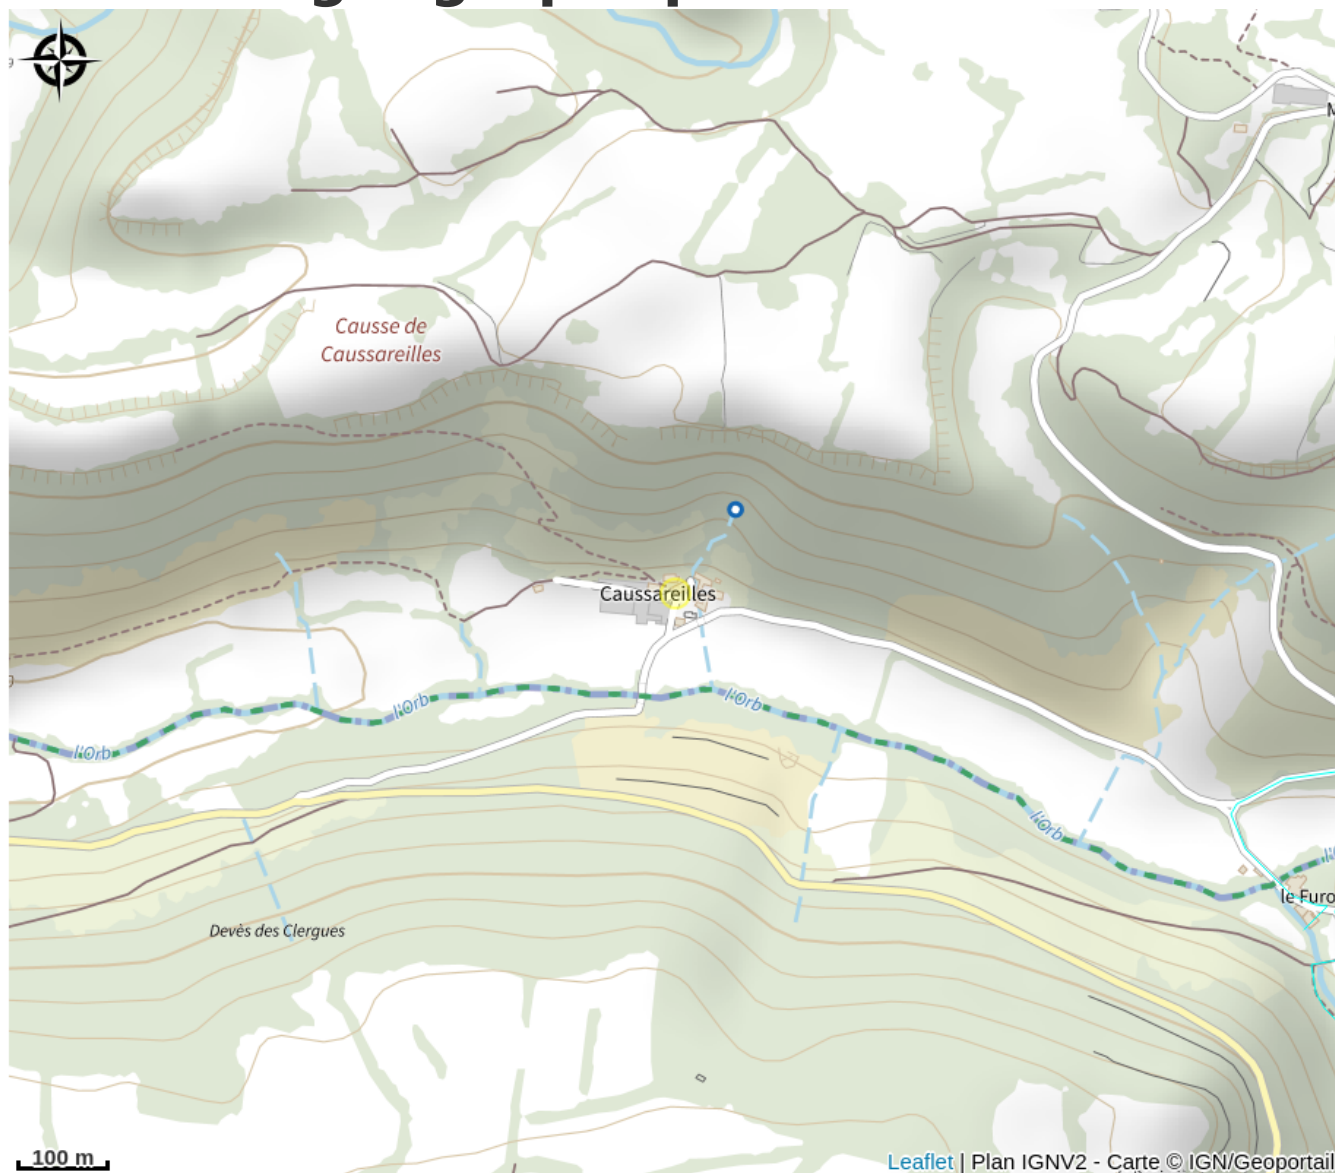 Causse de
Caussareilles
Caussareilles
l'Orb
l'Orb
l'Orb
l'Orb
le Furo
Devès des Clergues
100 m
Leaflet | Plan IGNV2 - Carte © IGN/Geoportail